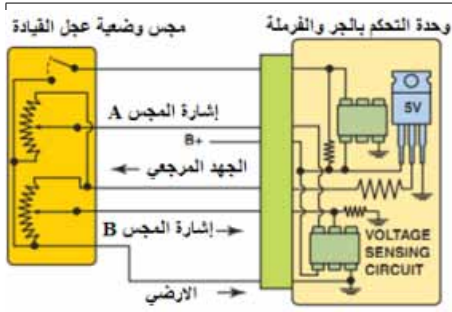 وحدة التحكم بالجر والفرملة
مجس وضعية عجل القيادة
5V
إشارة المجس A
B+
الجهد المرجعي
إشارة المجس B
VOLTAGE
SENSING
CIRCUIT
الارضي